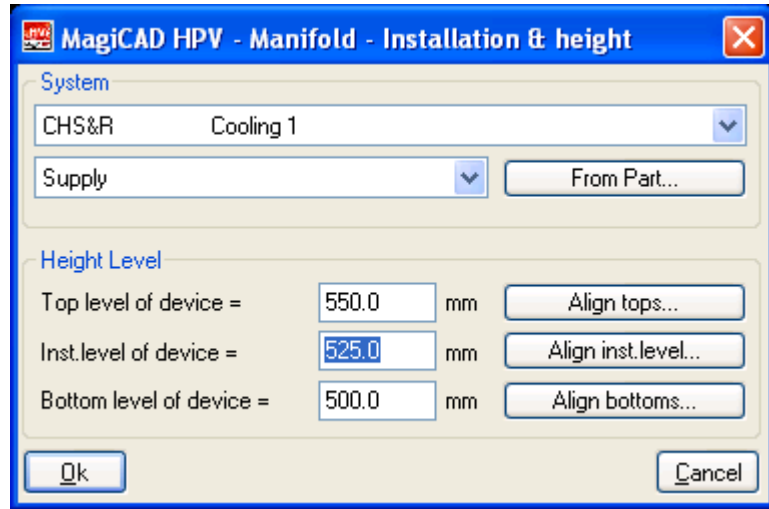 MagiCAD HPV - Manifold - Installation & height
System
CHS&R Cooling 1
Supply From Part...
Height Level
Top level of device = 550.0 mm Align tops...
Inst.level of device = 525.0 mm Align inst.level...
Bottom level of device = 500.0 mm Align bottoms...
Ok Cancel